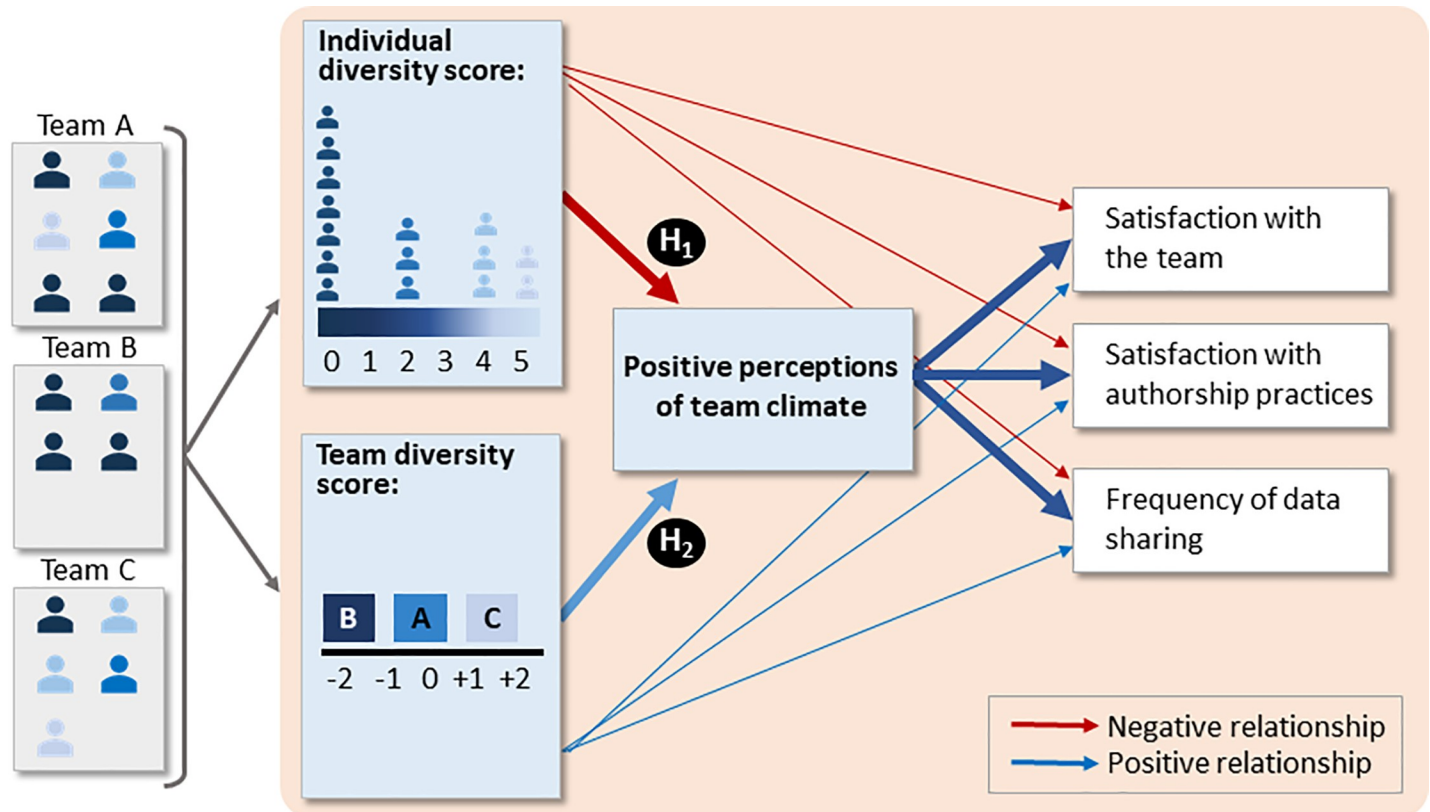 Team A
Team B
Team C
Individual
diversity score:
0 1 2 3 4 5
Team diversity
score:
B A C
-2 -1 0 +1 +2
H1
H2
Positive perceptions
of team climate
Satisfaction with
the team
Satisfaction with
authorship practices
Frequency of data
sharing
Negative relationship
Positive relationship